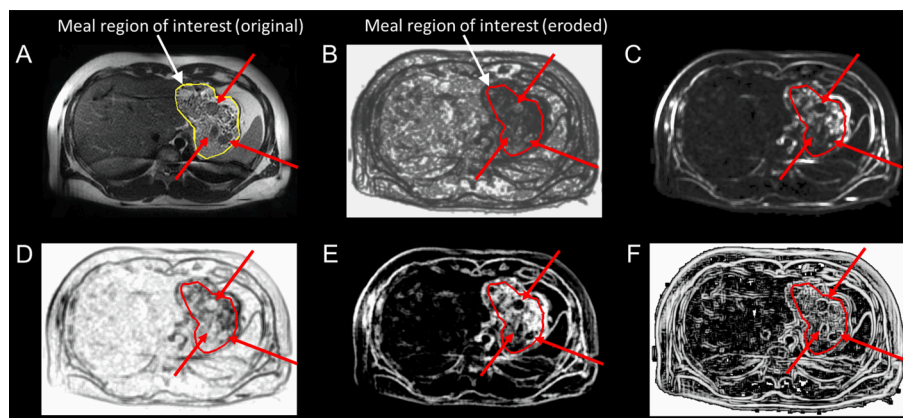 Meal region of interest (original)
Meal region of interest (eroded)
A
B
C
D
E
F